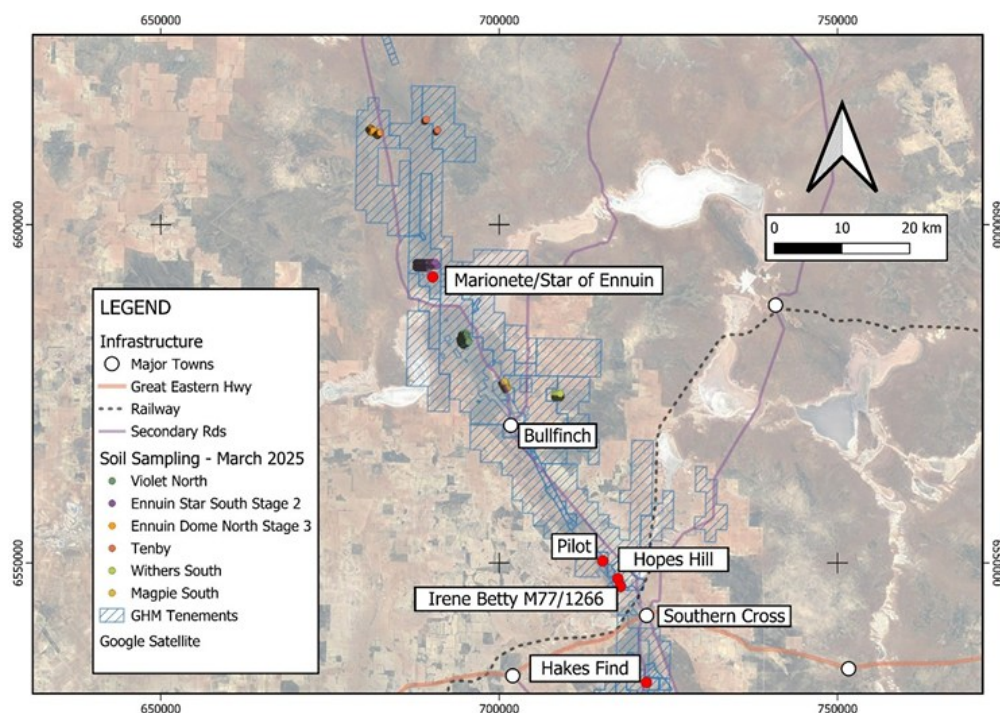 650000
700000
750000
6600000
6600000
0 10 20 km
Marionete/Star of Ennuin
LEGEND
Infrastructure
Major Towns
Great Eastern Hwy
Railway
Secondary Rds
Soil Sampling - March 2025
Violet North
Ennuin Star South Stage 2
Ennuin Dome North Stage 3
Tenby
Withers South
Magpie South
GHM Tenements
Google Satellite
Bullfinch
Pilot
Hopes Hill
6550000
6550000
Irene Betty M77/1266
Southern Cross
Hakes Find
650000
700000
750000